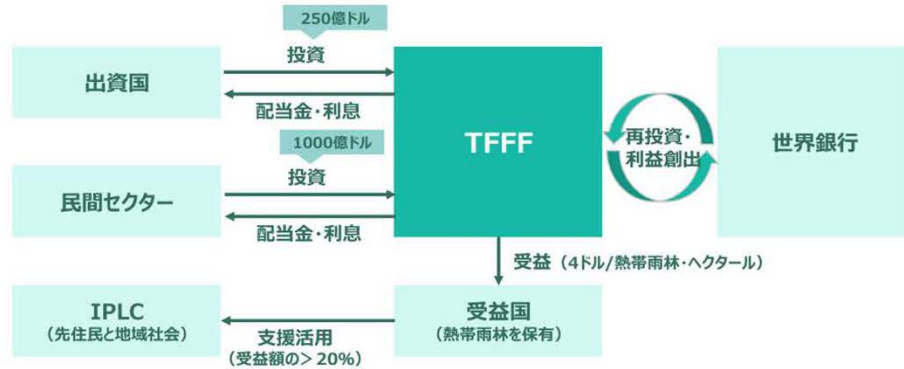 250億ドル
投資
出資国
配当金・利息
1000億ドル
投資
民間セクター
配当金・利息
TFFF
再投資・
利益創出
世界銀行
受益（4ドル/熱帯雨林・ヘクタール）
受益国
（熱帯雨林を保有）
IPLC
（先住民と地域社会）
支援活用
（受益額の＞20%）